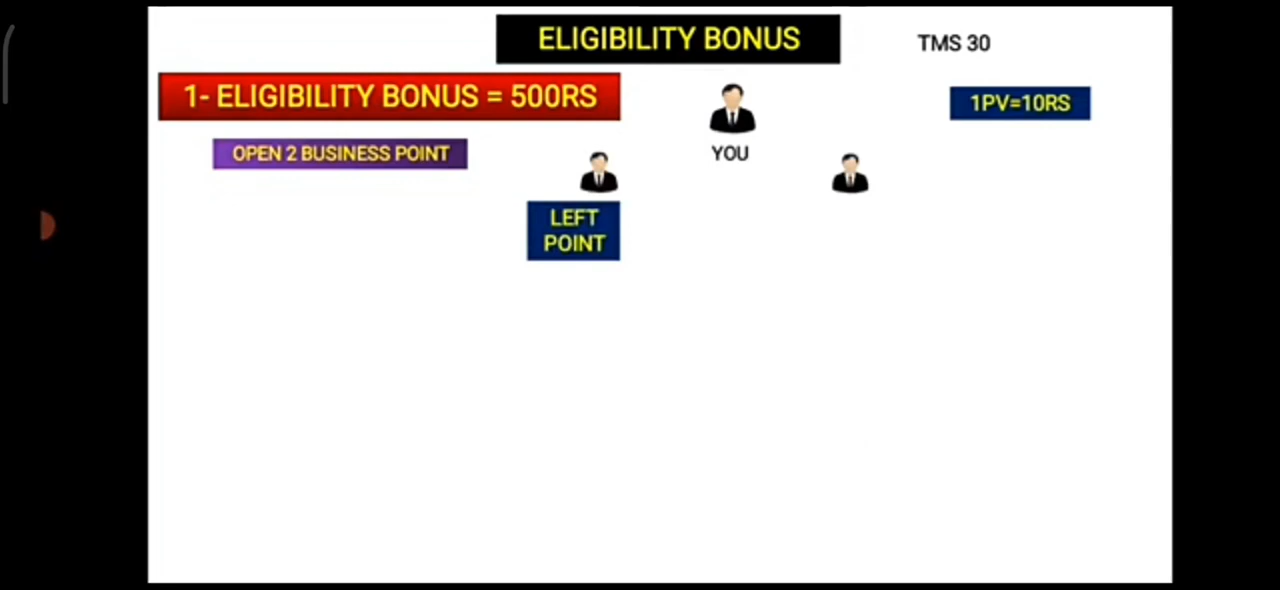 ELIGIBILITY BONUS
TMS 30
1- ELIGIBILITY BONUS = 500RS
1PV=10RS
OPEN 2 BUSINESS POINT
YOU
LEFT
POINT